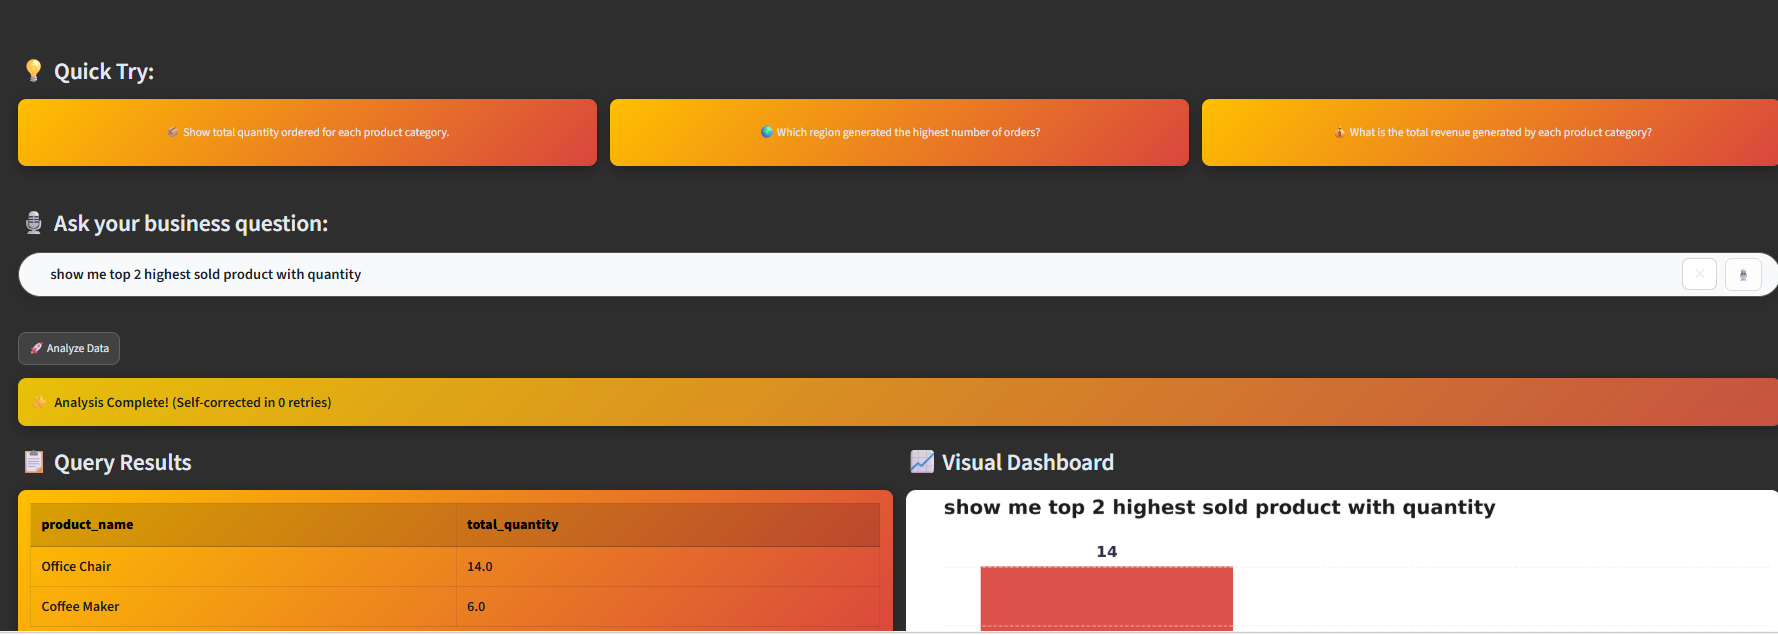 Quick Try:
Show total quantity ordered for each product category.
Which region generated the highest number of orders?
What is the total revenue generated by each product category?
Ask your business question:
show me top 2 highest sold product with quantity
Analyze Data
Analysis Complete! (Self-corrected in 0 retries)
Query Results
product_name total_quantity
Office Chair 14.0
Coffee Maker 6.0
Visual Dashboard
show me top 2 highest sold product with quantity
14